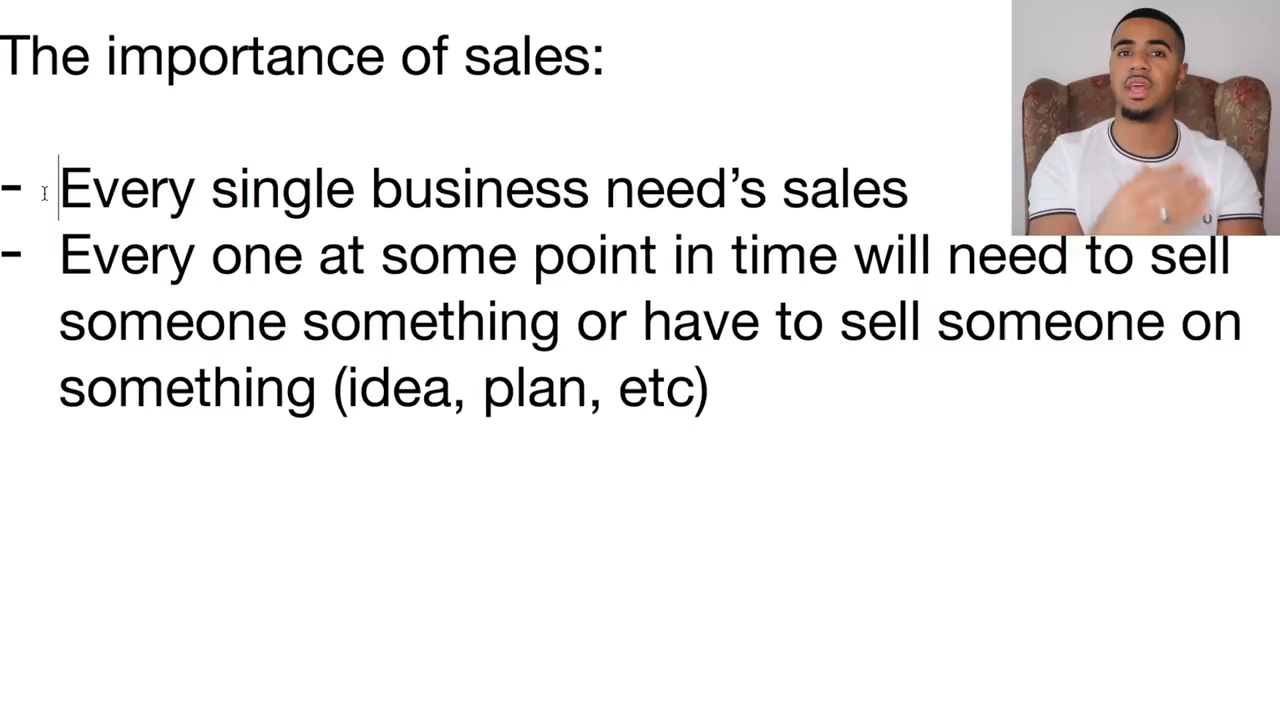 The importance of sales:
- Every single business need’s sales
- Every one at some point in time will need to sell
someone something or have to sell someone on
something (idea, plan, etc)